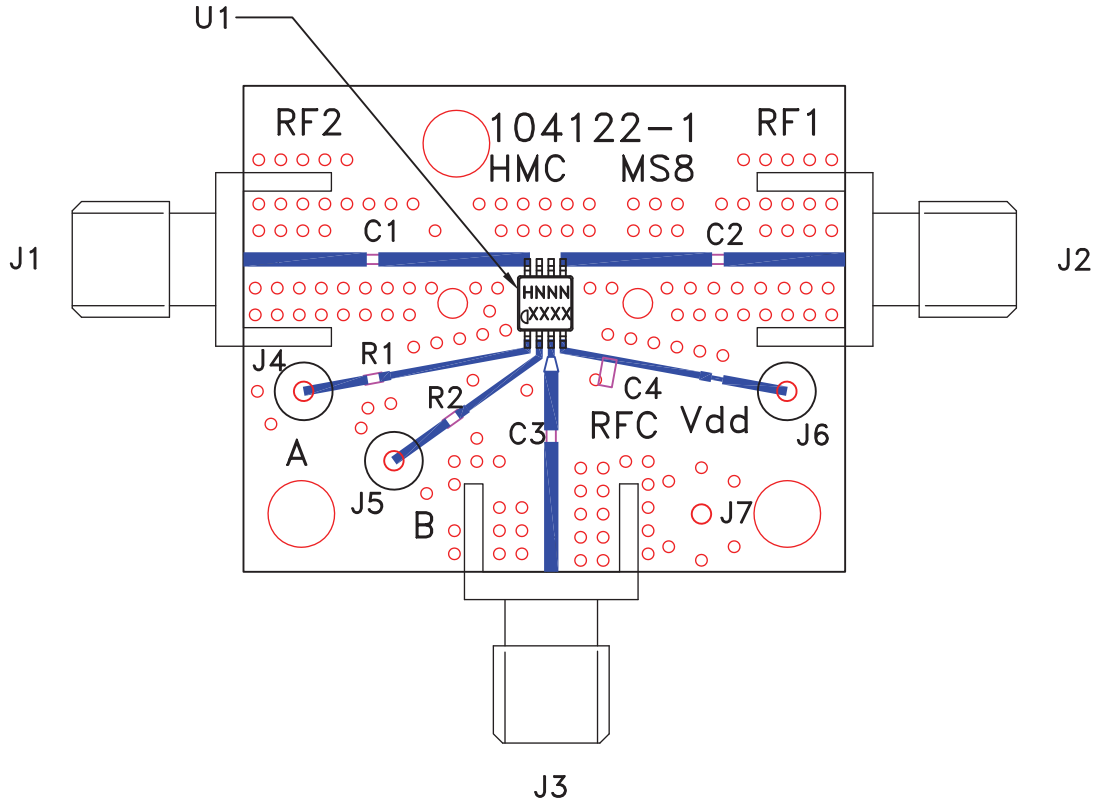 U1
RF2
104122-1
RF1
HMC MS8
C1
C2
J1
J2
HNNN
XXXX
J4
R1
R2
C4
Vdd
C3
RFC
J6
A
J5
B
J7
J3